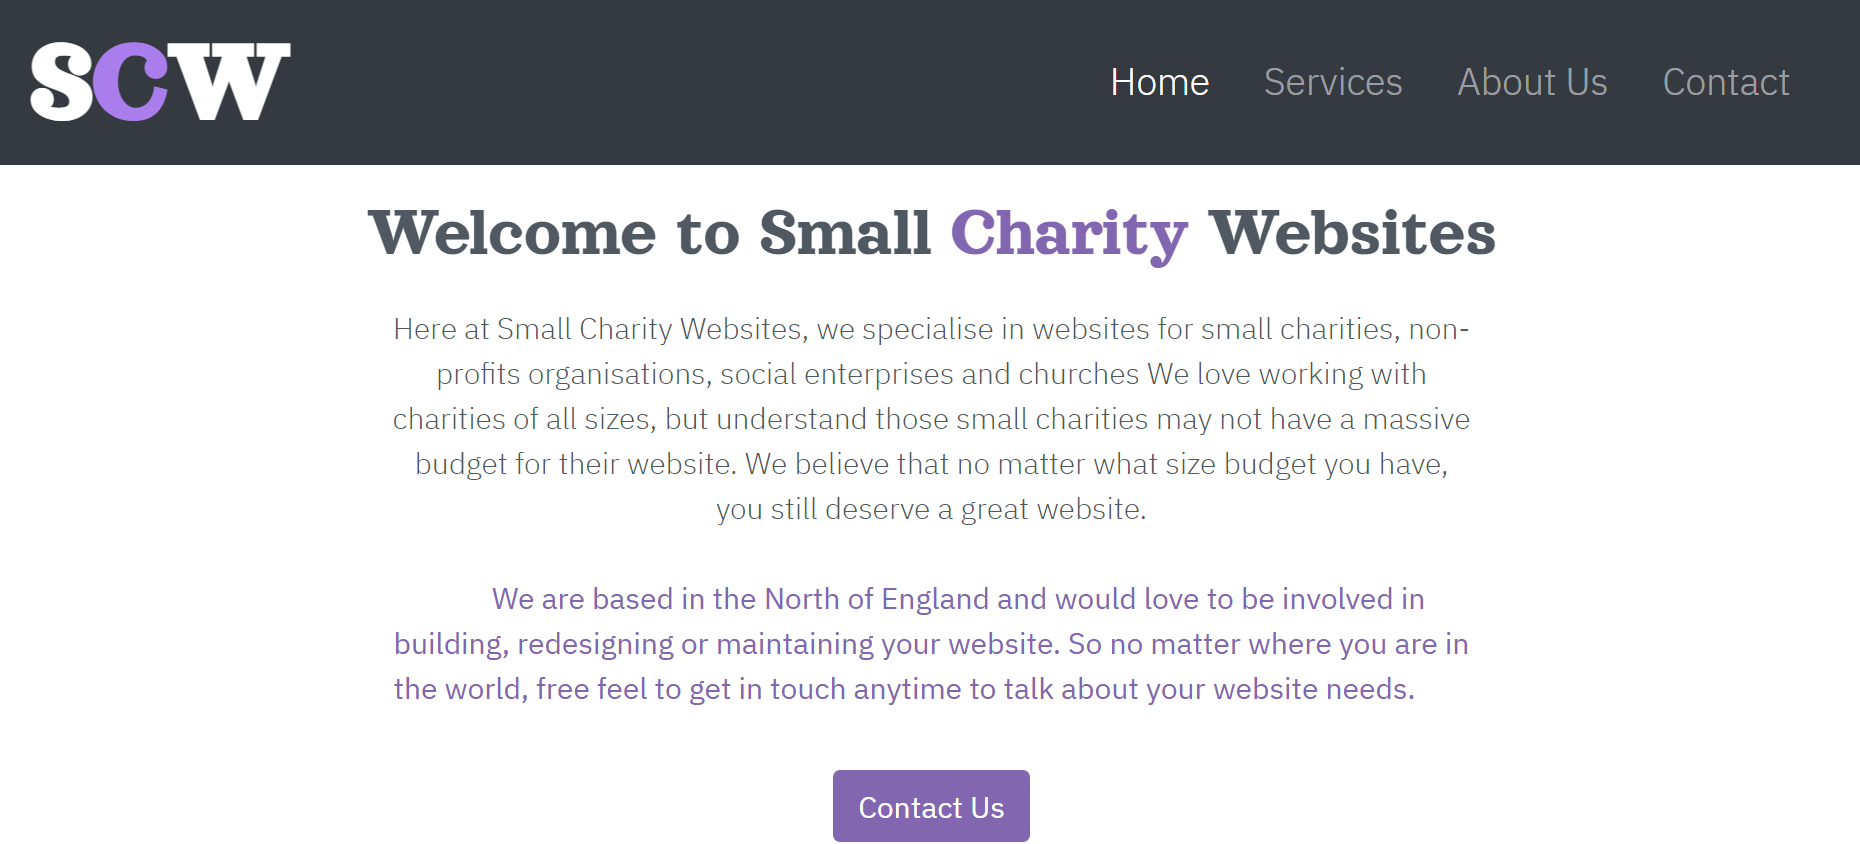 SCW
Home Services About Us Contact
Welcome to Small Charity Websites
Here at Small Charity Websites, we specialise in websites for small charities, non-
profits organisations, social enterprises and churches We love working with
charities of all sizes, but understand those small charities may not have a massive
budget for their website. We believe that no matter what size budget you have,
you still deserve a great website.
We are based in the North of England and would love to be involved in
building, redesigning or maintaining your website. So no matter where you are in
the world, free feel to get in touch anytime to talk about your website needs.
Contact Us